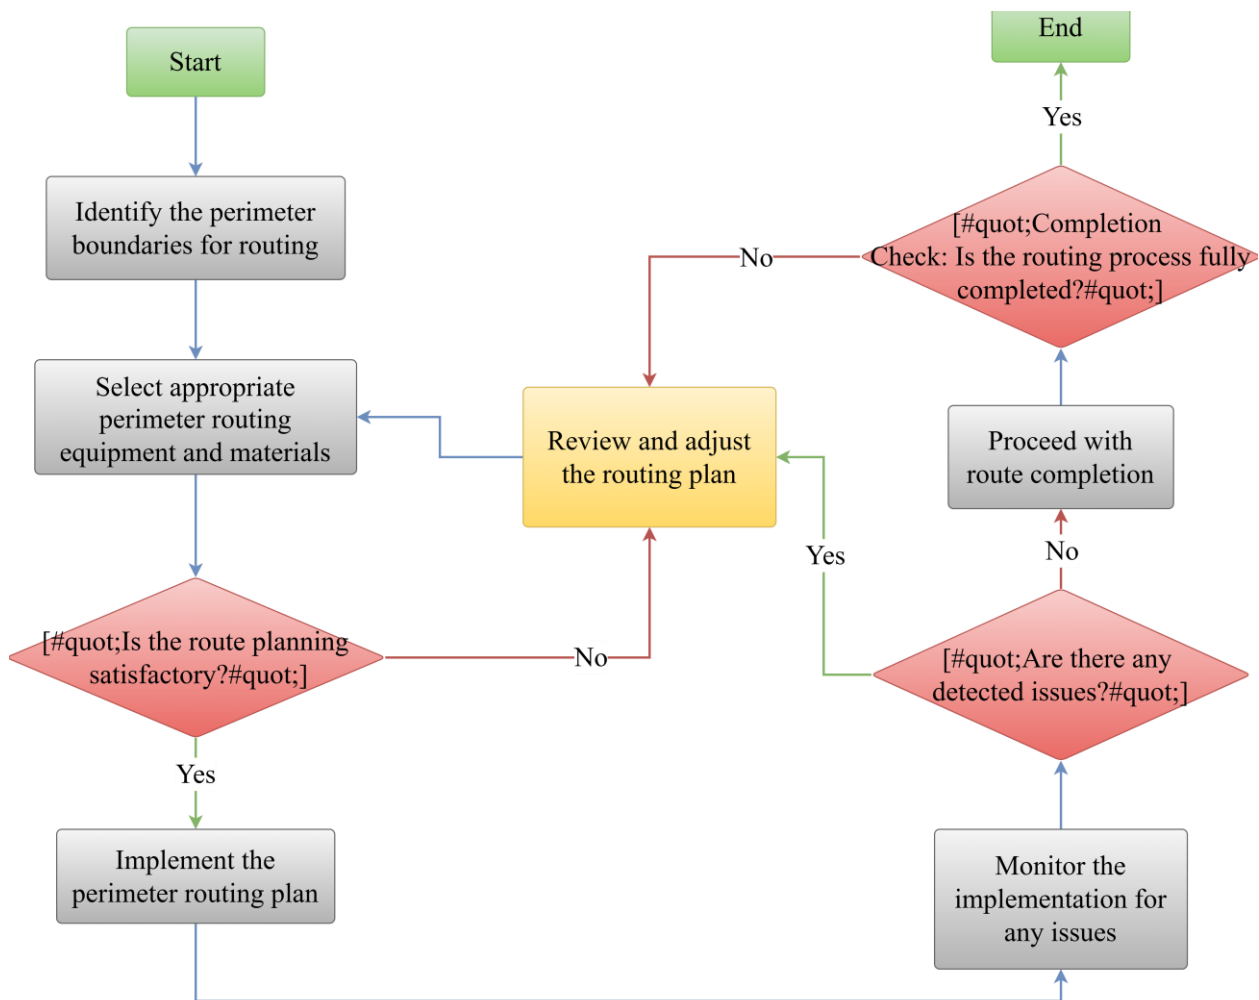 Start
Identify the perimeter
boundaries for routing
Select appropriate
perimeter routing
equipment and materials
[#quot;Is the route planning
satisfactory?#quot;]
No
Yes
Implement the
perimeter routing plan
Review and adjust
the routing plan
End
Yes
[#quot;Completion
Check: Is the routing process fully
completed?#quot;]
No
Proceed with
route completion
No
Yes
[#quot;Are there any
detected issues?#quot;]
Monitor the
implementation for
any issues